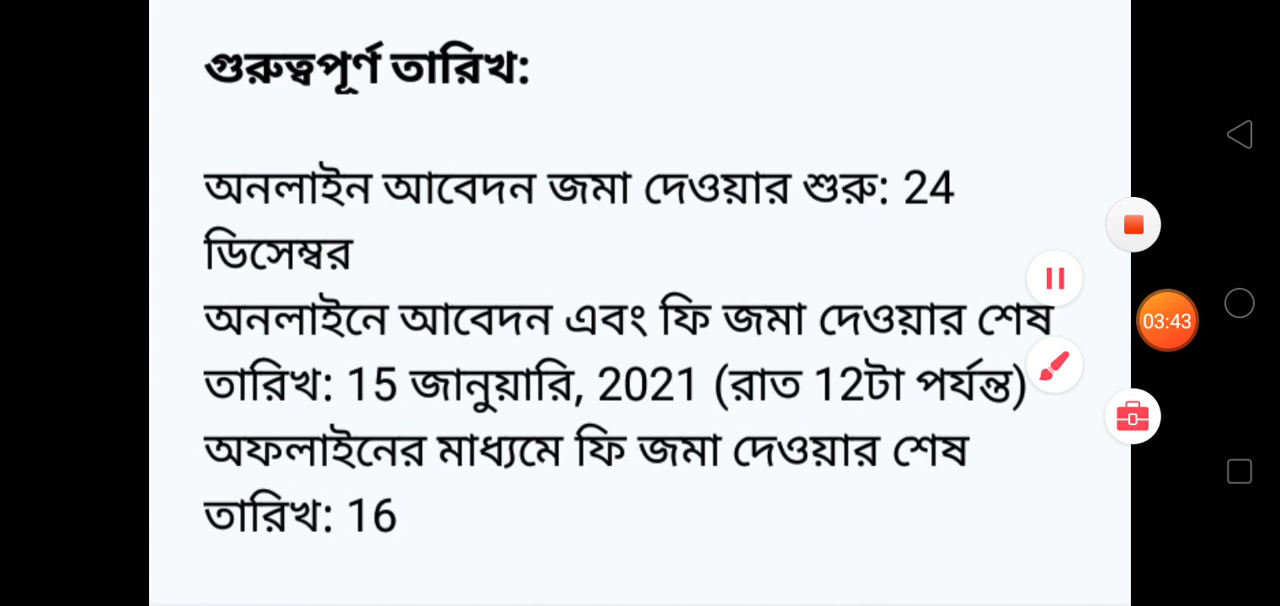 গুরুত্বপূর্ণ তারিখ:
অনলাইন আবেদন জমা দেওয়ার শুরু: 24
ডিসেম্বর
অনলাইনে আবেদন এবং ফি জমা দেওয়ার শেষ
তারিখ: 15 জানুয়ারি, 2021 (রাত 12টা পর্যন্ত)
অফলাইনের মাধ্যমে ফি জমা দেওয়ার শেষ
তারিখ: 16
03:43